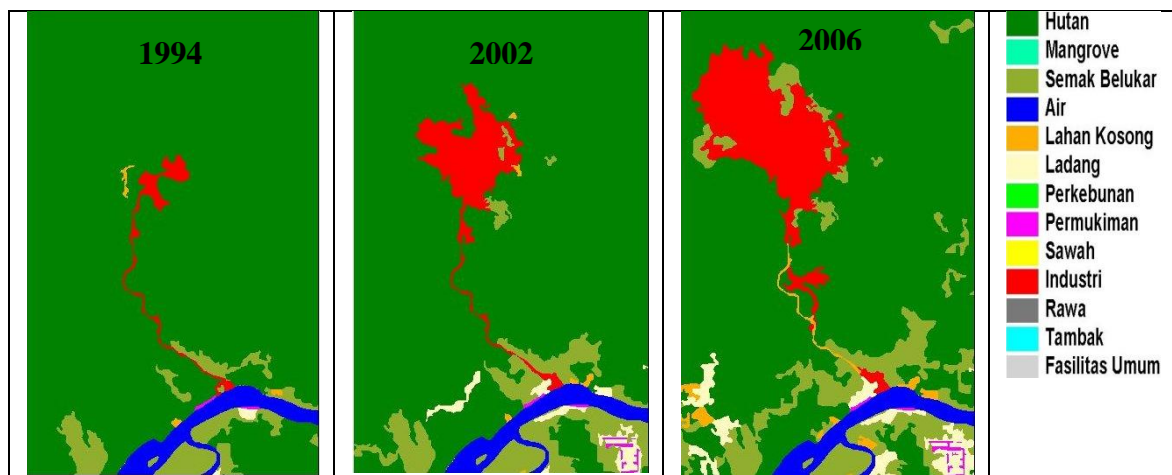 1994
2002
2006
Hutan
Mangrove
Semak Belukar
Air
Lahan Kosong
Ladang
Perkebunan
Permukiman
Sawah
Industri
Rawa
Tambak
Fasilitas Umum